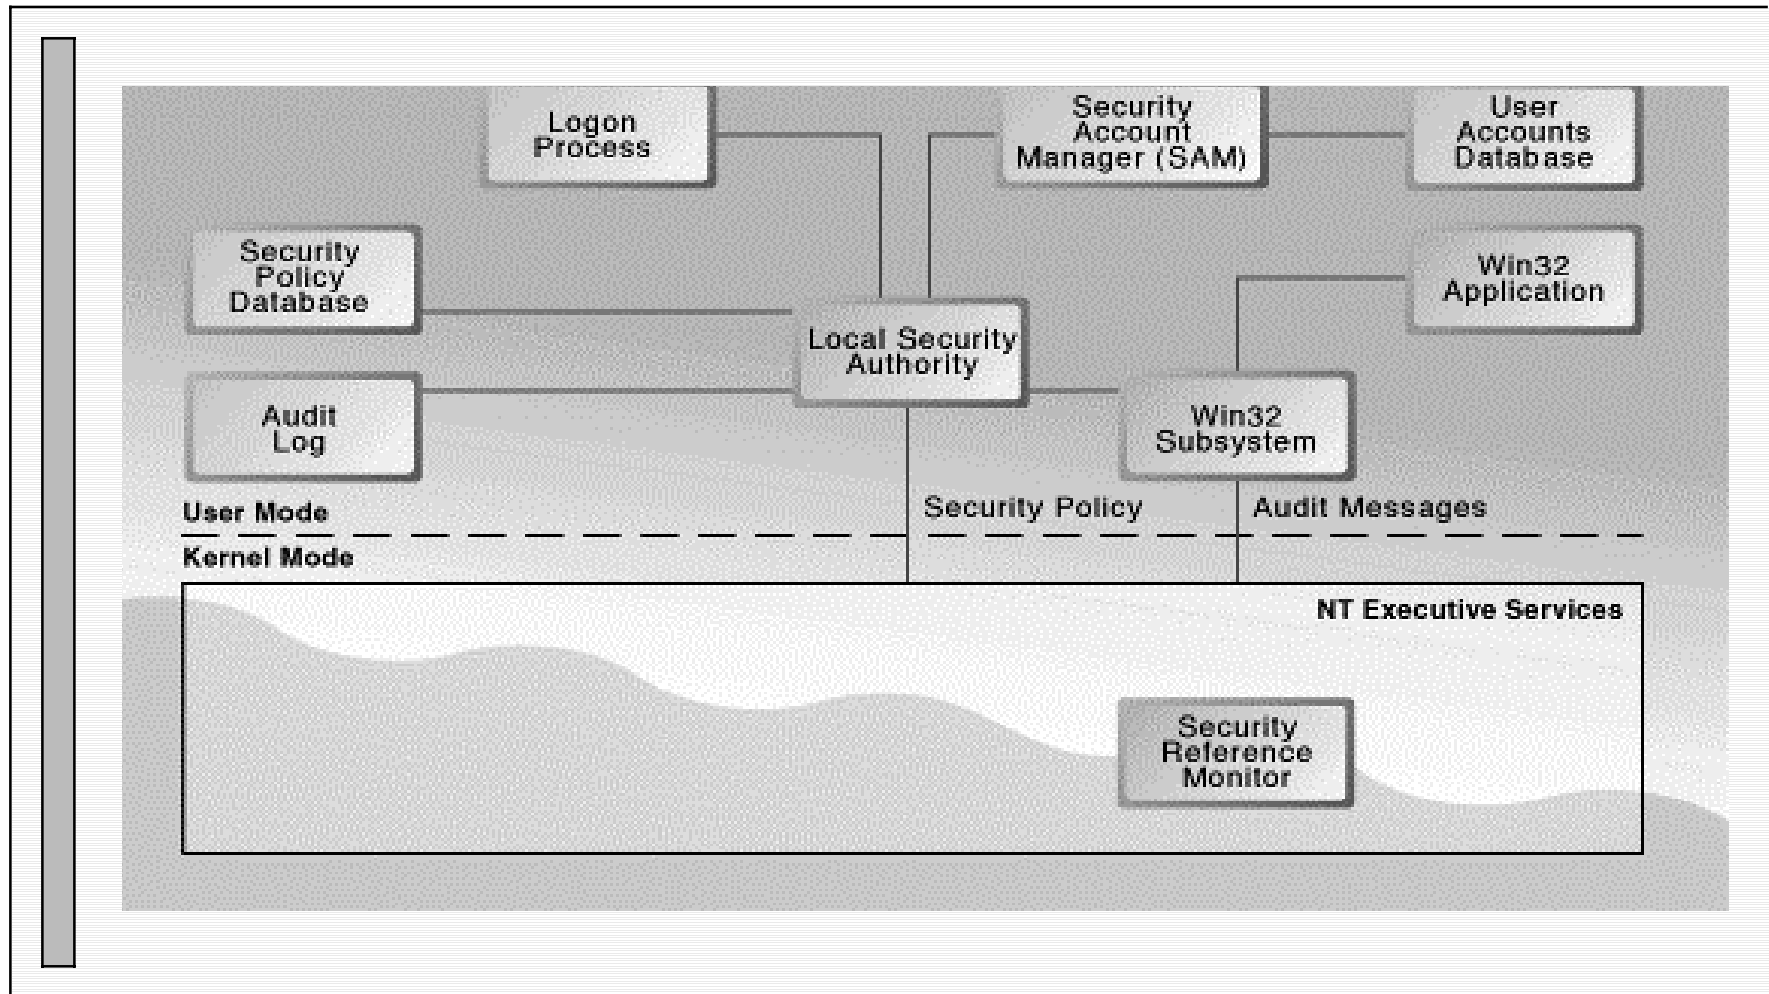 Logon
Process
Security
Account
Manager (SAM)
User
Accounts
Database
Security
Policy
Database
Win32
Application
Local Security
Authority
Audit
Log
Win32
Subsystem
User Mode
Security Policy
Audit Messages
Kernel Mode
NT Executive Services
Security
Reference
Monitor